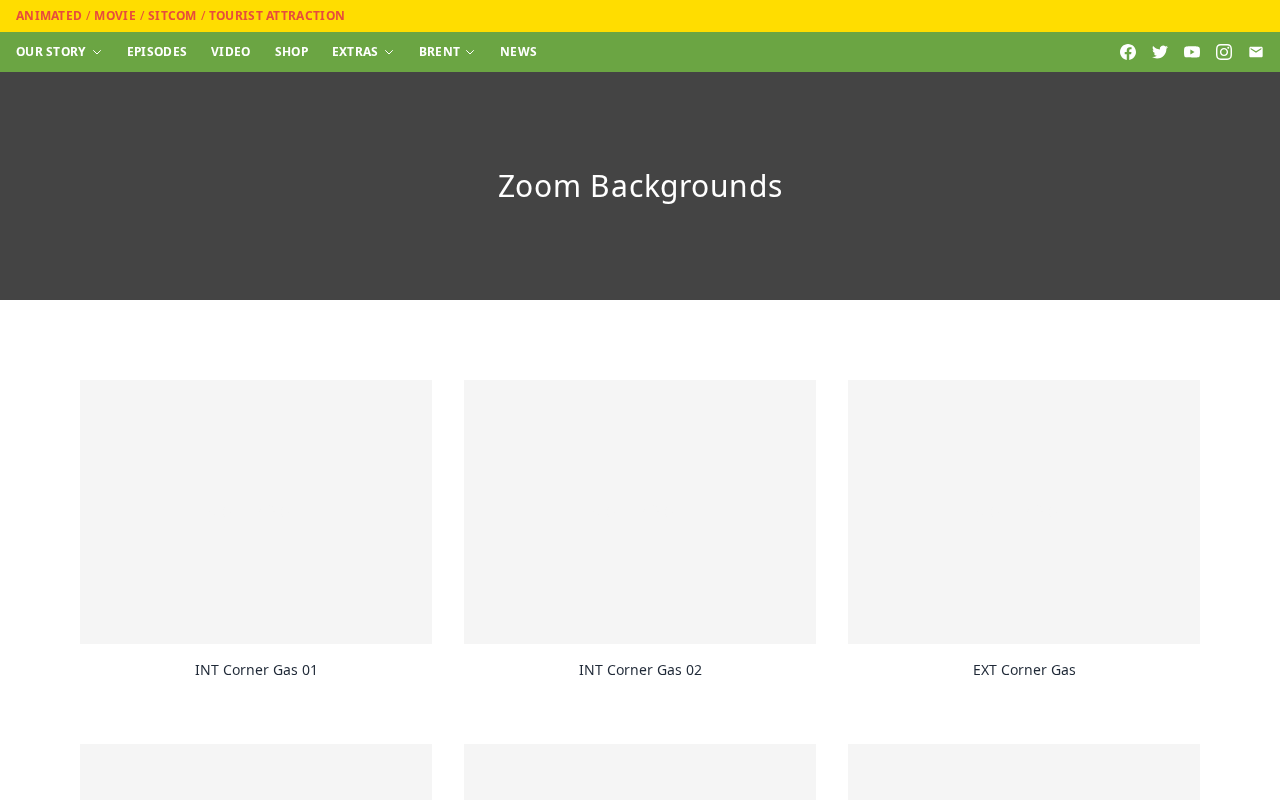 ANIMATED / MOVIE / SITCOM / TOURIST ATTRACTION
OUR STORY EPISODES VIDEO SHOP EXTRAS BRENT NEWS
Zoom Backgrounds
INT Corner Gas 01
INT Corner Gas 02
EXT Corner Gas